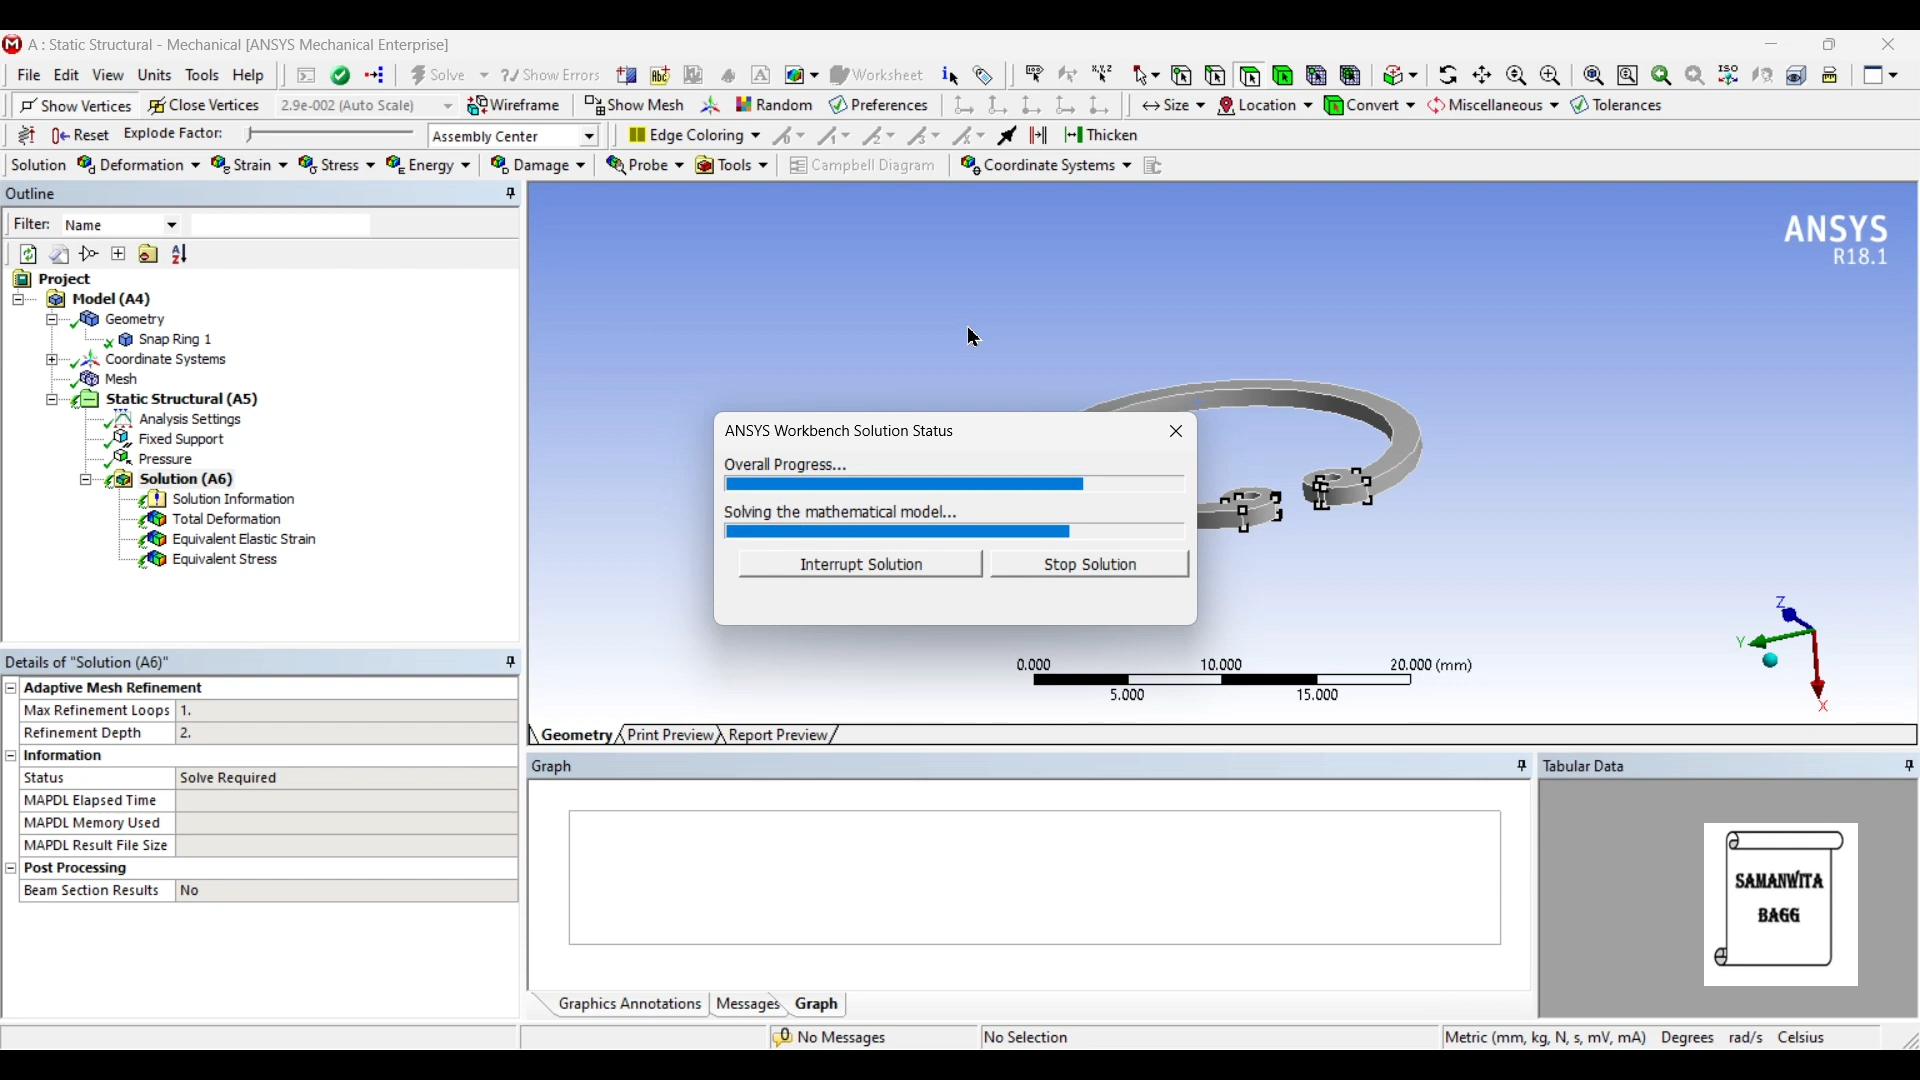 A : Static Structural - Mechanical [ANSYS Mechanical Enterprise]
File Edit View Units Tools Help Solve ?/ Show Errors Worksheet
Show Vertices Close Vertices 2.9e-002 (Auto Scale) Wireframe Show Mesh Random Preferences Size Location Convert Miscellaneous Tolerances
Reset Explode Factor: Assembly Center Edge Coloring Thicken
Solution Deformation Strain Stress Energy Damage Probe Tools Campbell Diagram Coordinate Systems
Outline
Filter: Name
Project
Model (A4)
Geometry
Snap Ring 1
Coordinate Systems
Mesh
Static Structural (A5)
Analysis Settings
Fixed Support
Pressure
Solution (A6)
Solution Information
Total Deformation
Equivalent Elastic Strain
Equivalent Stress
Details of "Solution (A6)"
Adaptive Mesh Refinement
Max Refinement Loops 1.
Refinement Depth 2.
Information
Status Solve Required
MAPDL Elapsed Time
MAPDL Memory Used
MAPDL Result File Size
Post Processing
Beam Section Results No
ANSYS
R18.1
ANSYS Workbench Solution Status
Overall Progress...
Solving the mathematical model...
Interrupt Solution Stop Solution
0.000 10.000 20.000 (mm)
5.000 15.000
Z
Y
X
Geometry Print Preview Report Preview
Graph
Tabular Data
SAMANWITA
BAGG
Graphics Annotations Messages Graph
No Messages No Selection Metric (mm, kg, N, s, mV, mA) Degrees rad/s Celsius